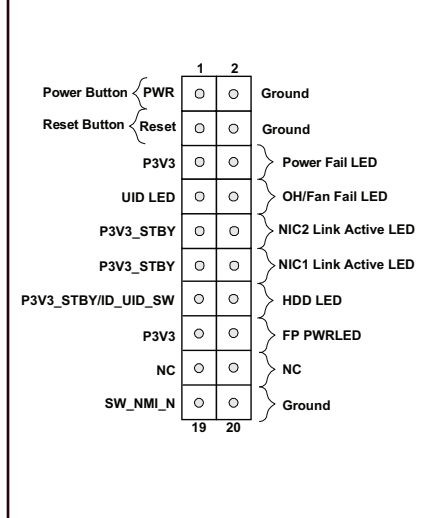 1 2
Power Button PWR Ground
Reset Button Reset Ground
P3V3 Power Fail LED
UID LED OH/Fan Fail LED
P3V3_STBY NIC2 Link Active LED
P3V3_STBY NIC1 Link Active LED
P3V3_STBY/ID_UID_SW HDD LED
P3V3 FP PWRLED
NC NC
SW_NMI_N Ground
19 20